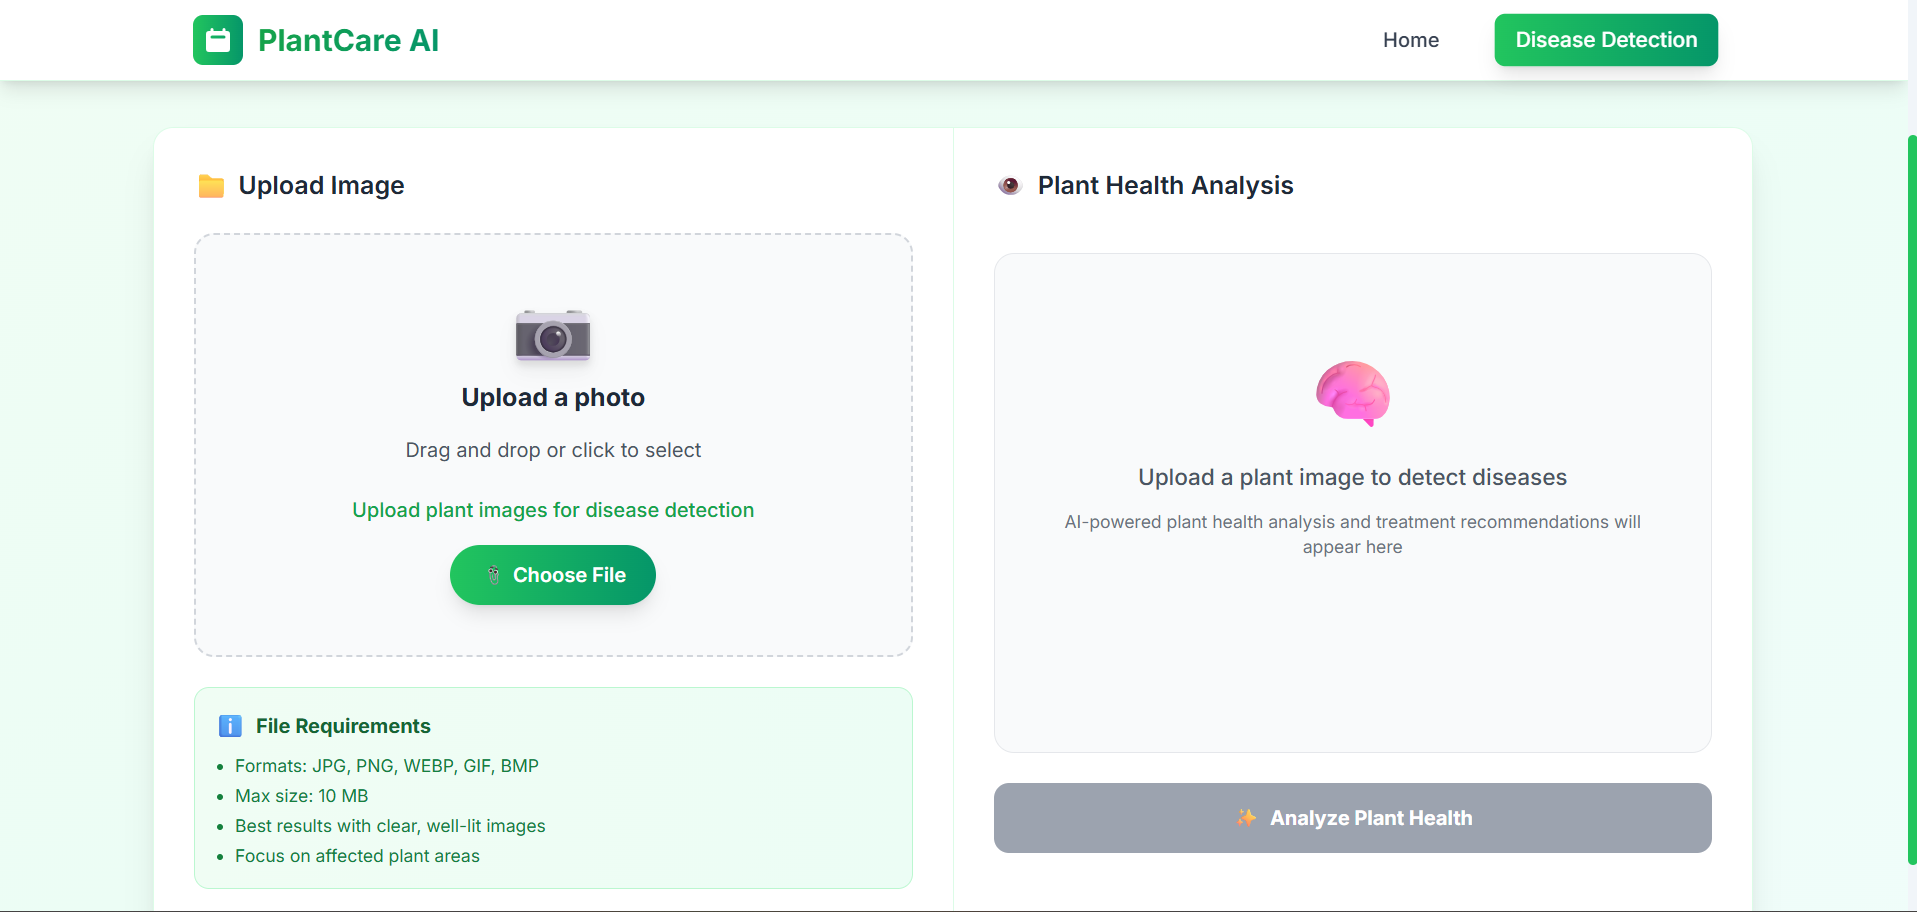 PlantCare AI
Home
Disease Detection
Upload Image
Upload a photo
Drag and drop or click to select
Upload plant images for disease detection
Choose File
File Requirements
Formats: JPG, PNG, WEBP, GIF, BMP
Max size: 10 MB
Best results with clear, well-lit images
Focus on affected plant areas
Plant Health Analysis
Upload a plant image to detect diseases
AI-powered plant health analysis and treatment recommendations will
appear here
Analyze Plant Health